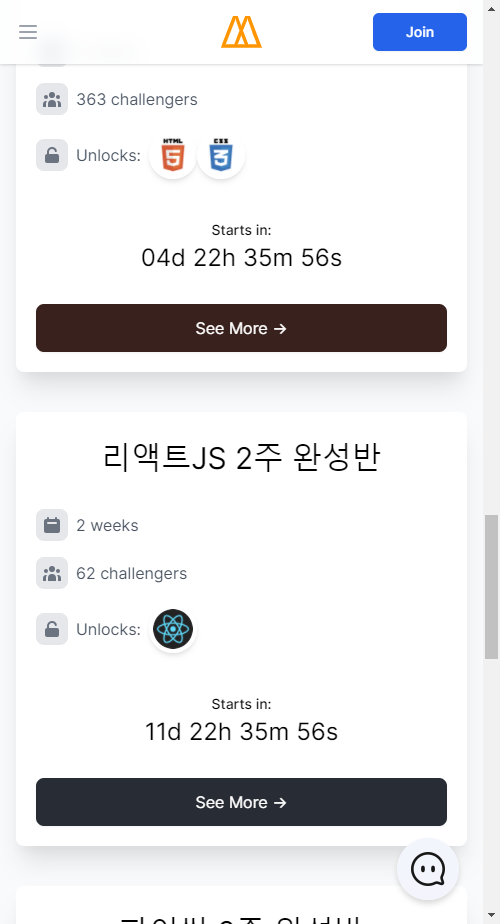 Join
363 challengers
Unlocks:
HTML
5
CSS
3
Starts in:
04d 22h 35m 56s
See More →
리액트JS 2주 완성반
2 weeks
62 challengers
Unlocks:
Starts in:
11d 22h 35m 56s
See More →